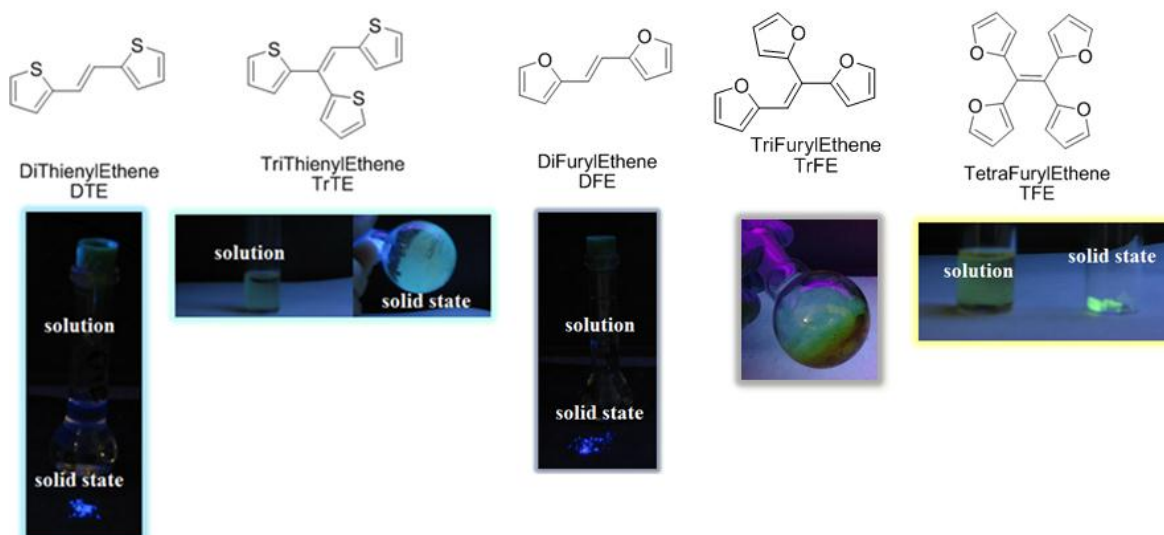 S
S
DiThienylEthene
DTE
S
S
S
TriThienylEthene
TrTE
O
O
DiFurylEthene
DFE
O
O
O
TriFurylEthene
TrFE
O
O
O
O
TetraFurylEthene
TFE
solution
solid state
solution
solid state
solution
solid state
solution
solid state